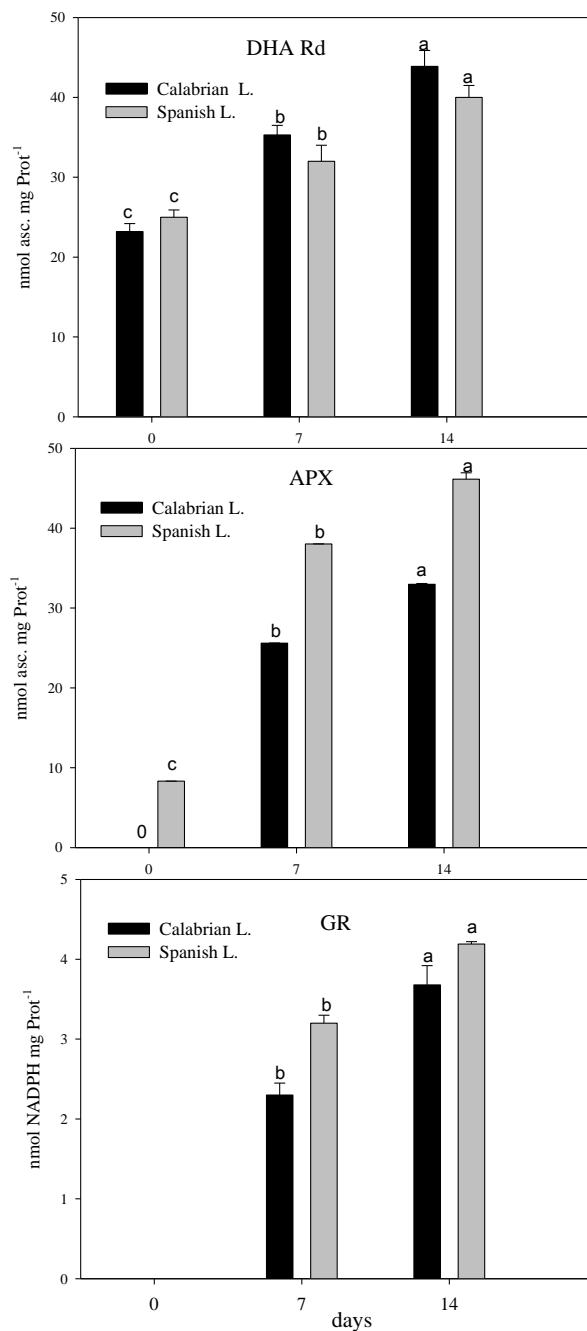 50
DHA Rd
a
a
Calabrian L.
Spanish L.
40
b
b
30
c
c
20
10
0
nmol asc. mg Prot⁻¹
0
7
14
50
APX
a
Calabrian L.
Spanish L.
40
b
a
30
b
20
c
10
0
0
nmol asc. mg Prot⁻¹
0
7
14
5
GR
a
a
Calabrian L.
Spanish L.
4
b
3
b
2
1
0
nmol NADPH mg Prot⁻¹
0
7
14
days